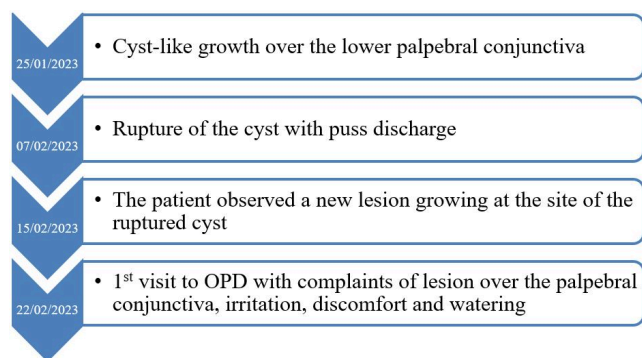 25/01/2023
• Cyst-like growth over the lower palpebral conjunctiva
07/02/2023
• Rupture of the cyst with puss discharge
15/02/2023
• The patient observed a new lesion growing at the site of the
ruptured cyst
22/02/2023
• 1st visit to OPD with complaints of lesion over the palpebral
conjunctiva, irritation, discomfort and watering